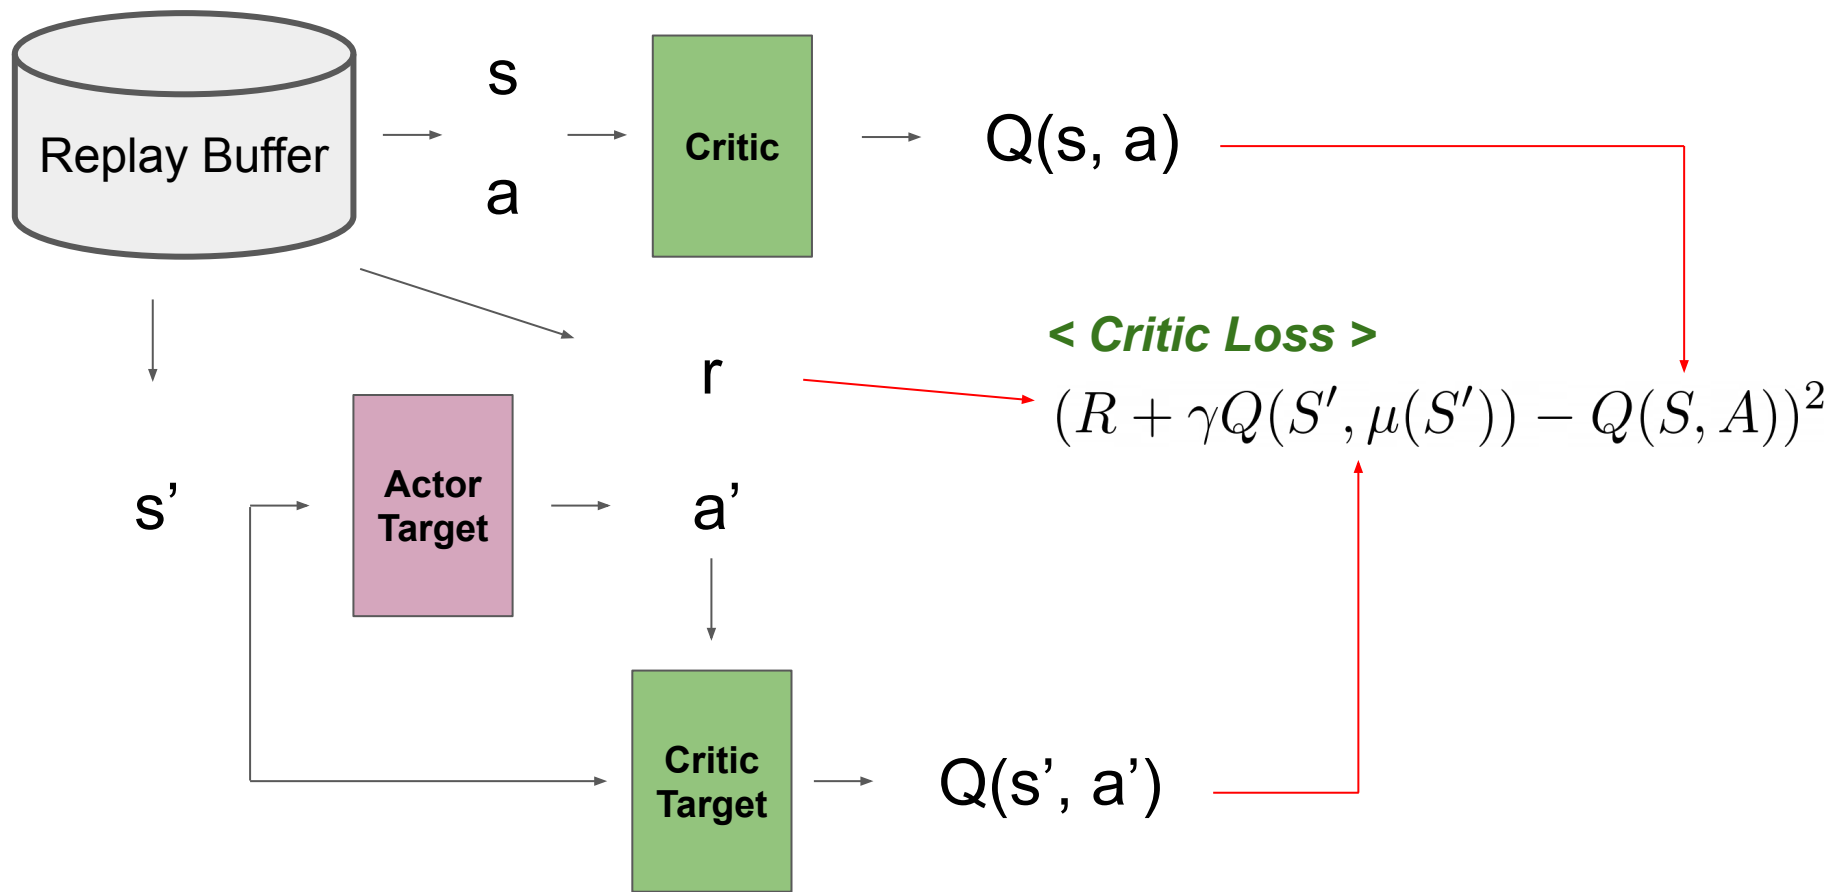 s
Replay Buffer
Critic
Q(s, a)
a
< Critic Loss >
r
(R + γQ(S′, μ(S′)) − Q(S, A))²
s’
Actor
Target
a’
Critic
Target
Q(s’, a’)